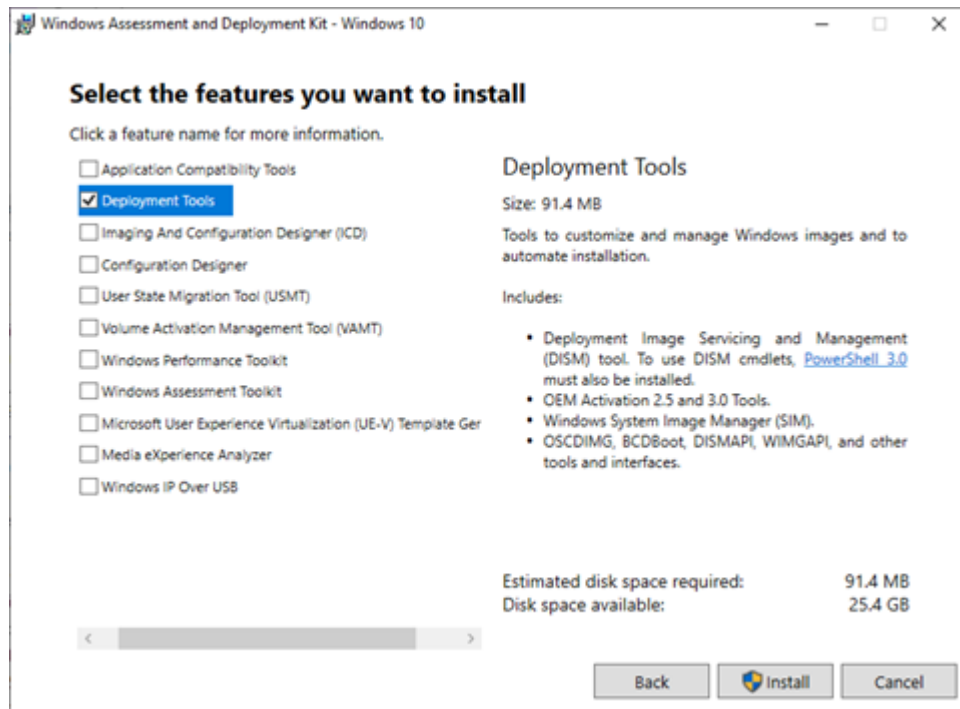 Windows Assessment and Deployment Kit - Windows 10
Select the features you want to install
Click a feature name for more information.
Application Compatibility Tools
Deployment Tools
Imaging And Configuration Designer (ICD)
Configuration Designer
User State Migration Tool (USMT)
Volume Activation Management Tool (VAMT)
Windows Performance Toolkit
Windows Assessment Toolkit
Microsoft User Experience Virtualization (UE-V) Template Ger
Media eXperience Analyzer
Windows IP Over USB
Deployment Tools
Size: 91.4 MB
Tools to customize and manage Windows images and to
automate installation.
Includes:
• Deployment Image Servicing and Management
(DISM) tool. To use DISM cmdlets, PowerShell 3.0
must also be installed.
• OEM Activation 2.5 and 3.0 Tools.
• Windows System Image Manager (SIM).
• OSCDIMG, BCDBoot, DISMAPI, WIMGAPI, and other
tools and interfaces.
Estimated disk space required: 91.4 MB
Disk space available: 25.4 GB
Back
Install
Cancel